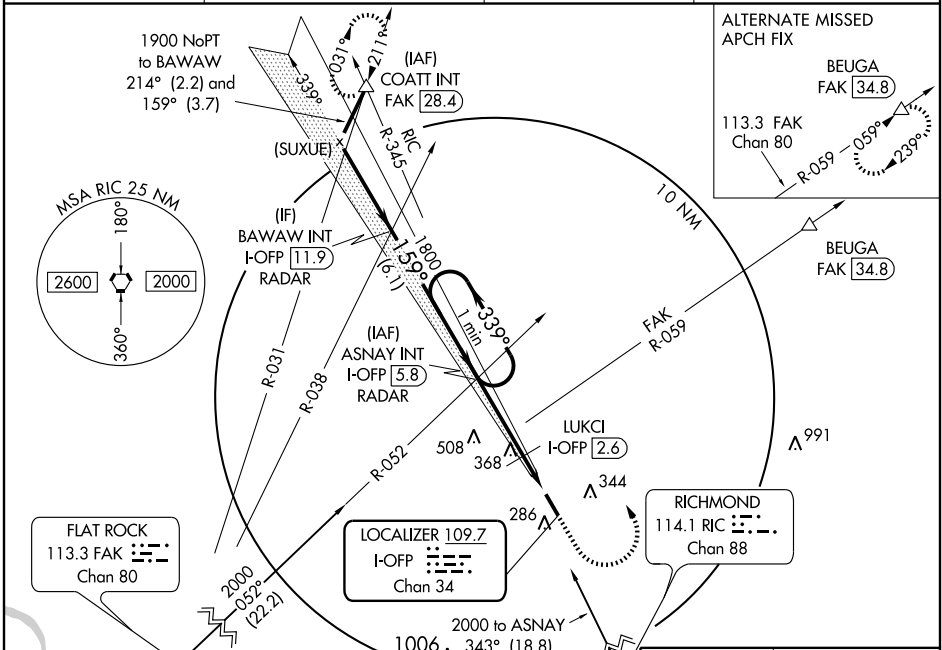 1900 NoPT
to BAWAW
214° (2.2) and
159° (3.7)
339°
031°
211°
(IAF)
COATT INT
FAK 28.4
RIC
R-345
(SUXUE)
ALTERNATE MISSED
APCH FIX
BEUGA
FAK 34.8
113.3 FAK
Chan 80
R-059
059°
239°
MSA RIC 25 NM
180°
2600
2000
360°
(IF)
BAWAW INT
I-OFP 11.9
RADAR
10 NM
1800
159°
(6.1)
BEUGA
FAK 34.8
339°
1 min
(IAF)
ASNAY INT
I-OFP 5.8
RADAR
FAK
R-059
R-031
R-038
R-052
LUKCI
I-OFP 2.6
508
368
991
344
286
FLAT ROCK
113.3 FAK
Chan 80
LOCALIZER 109.7
I-OFP
Chan 34
RICHMOND
114.1 RIC
Chan 88
2000
052°
(22.2)
2000 to ASNAY
343° (18.8)
1006